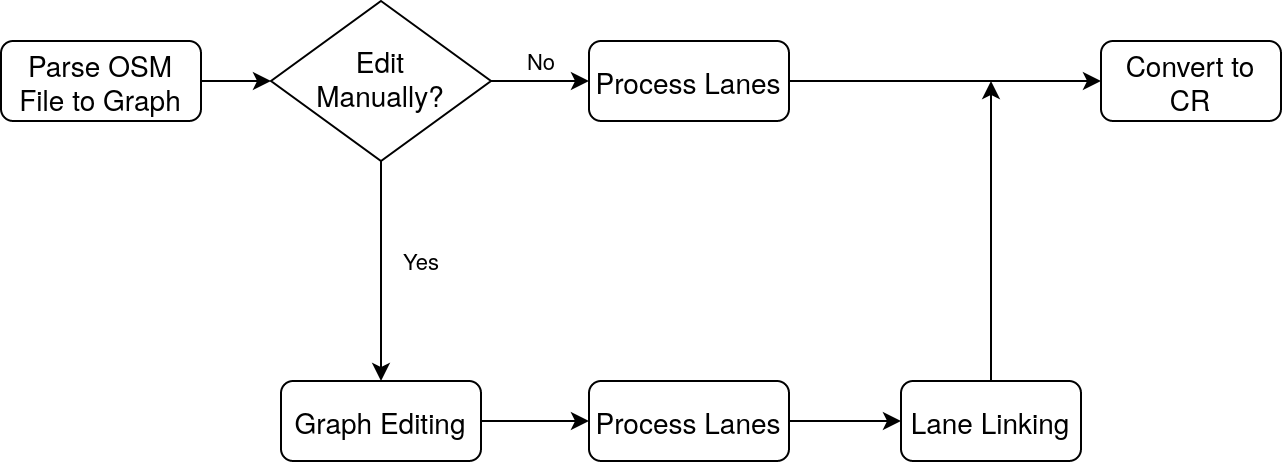 Parse OSM
File to Graph
Edit
Manually?
No
Process Lanes
Convert to
CR
Yes
Graph Editing
Process Lanes
Lane Linking